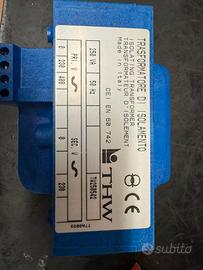 TRASFORMATORE DI ISOLAMENTO
ISOLATING TRANSFORMER
TRANSFORMATEUR D'ISOLEMENT
Made in Italy
CEI EN 60 742
THW
250 VA 50 Hz
TW250542
PRI. V
SEC. V
0 230 400
0 230
subito